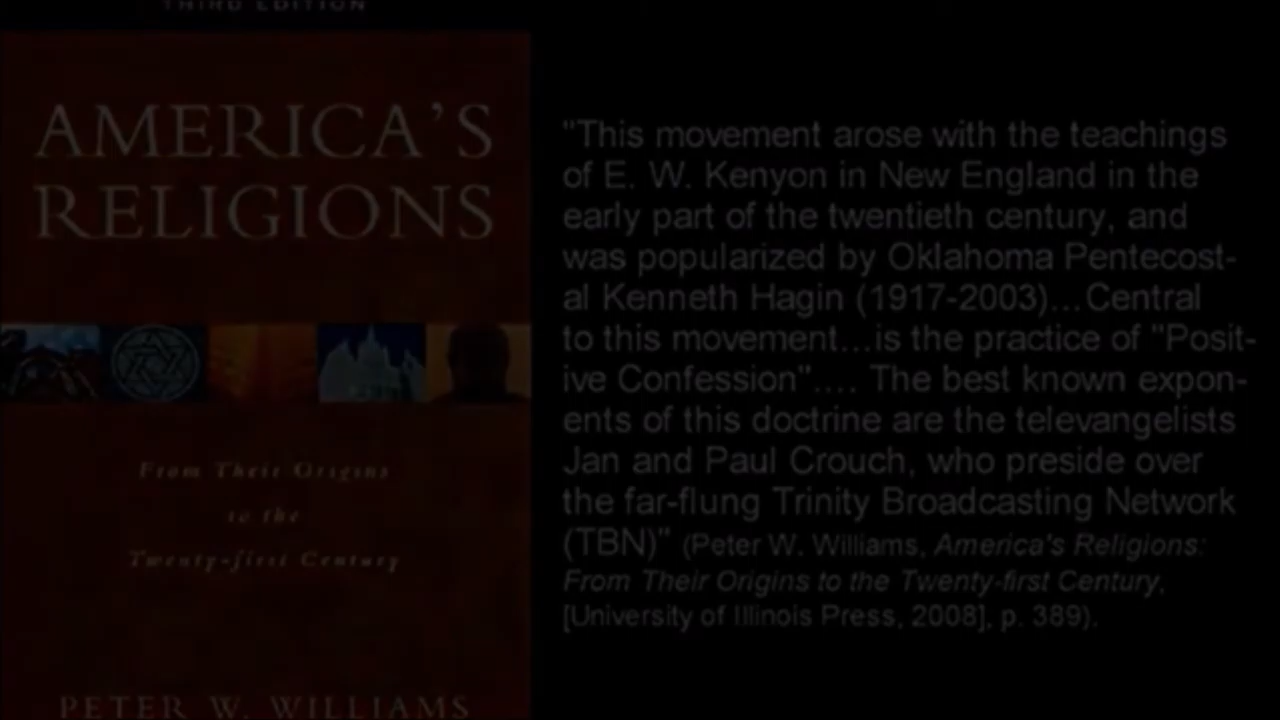 THIRD EDITION
AMERICA'S
RELIGIONS
From Their Origins
to the
Twenty-first Century
PETER W. WILLIAMS
"This movement arose with the teachings
of E. W. Kenyon in New England in the
early part of the twentieth century, and
was popularized by Oklahoma Pentecost-
al Kenneth Hagin (1917-2003)...Central
to this movement...is the practice of "Posit-
ive Confession".... The best known expon-
ents of this doctrine are the televangelists
Jan and Paul Crouch, who preside over
the far-flung Trinity Broadcasting Network
(TBN)" (Peter W. Williams, America's Religions:
From Their Origins to the Twenty-first Century,
[University of Illinois Press, 2008], p. 389).